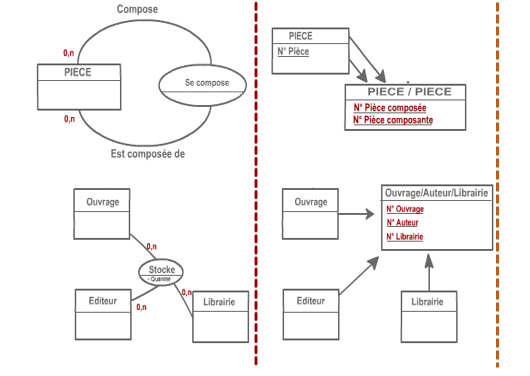 Compose
0,n
PIECE
Se compose
0,n
Est composée de
PIECE
N° Pièce
PIECE / PIECE
N° Pièce composée
N° Pièce composante
Ouvrage
0,n
Stocke
- Quantité
Editeur
0,n
0,n
Librairie
Ouvrage
Ouvrage/Auteur/Librairie
N° Ouvrage
N° Auteur
N° Librairie
Editeur
Librairie